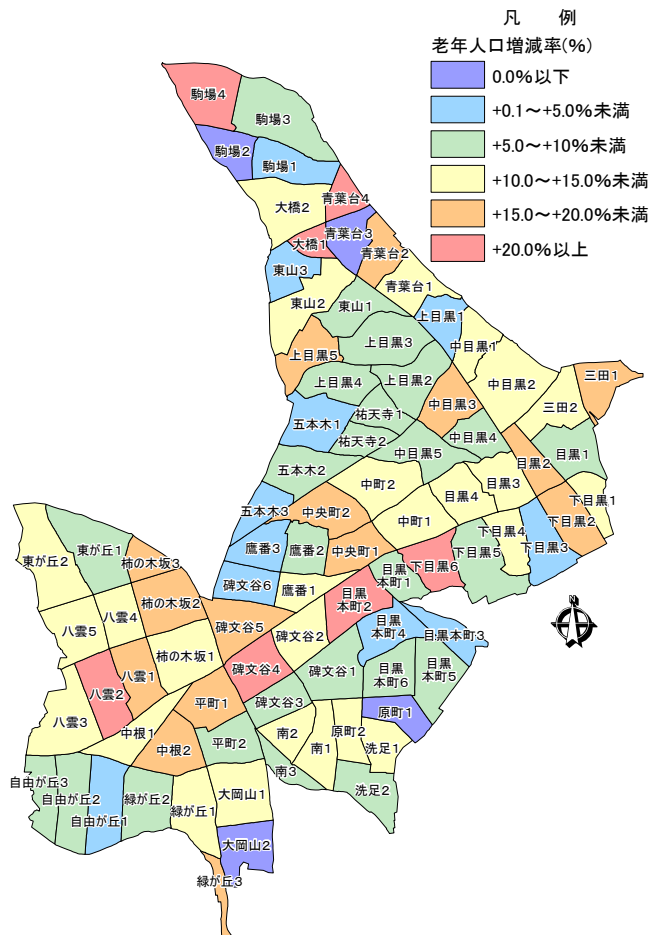 凡 例
老年人口増減率(%)
0.0%以下
+0.1～+5.0%未満
+5.0～+10%未満
+10.0～+15.0%未満
+15.0～+20.0%未満
+20.0%以上
駒場4
駒場3
駒場2
駒場1
大橋2
青葉台4
大橋1
青葉台3
青葉台2
東山3
青葉台1
東山2
東山1
上目黒1
上目黒3
中目黒1
上目黒5
上目黒4
上目黒2
中目黒2
三田1
中目黒3
三田2
五本木1
祐天寺1
祐天寺2
中目黒4
中目黒5
目黒2
目黒1
五本木2
中町2
目黒3
目黒4
下目黒1
五本木3
中央町2
中町1
下目黒2
下目黒4
下目黒3
鷹番3
鷹番2
中央町1
下目黒5
下目黒6
東が丘2
東が丘1
柿の木坂3
碑文谷6
鷹番1
目黒
本町1
目黒
本町2
八雲5
八雲4
柿の木坂2
碑文谷5
碑文谷2
目黒
本町4
目黒本町3
柿の木坂1
碑文谷4
碑文谷1
目黒
本町6
目黒
本町5
八雲2
八雲1
八雲3
中根1
平町1
碑文谷3
原町1
中根2
平町2
南2
南1
原町2
洗足1
自由が丘3
自由が丘2
自由が丘1
緑が丘2
緑が丘1
大岡山1
南3
洗足2
大岡山2
緑が丘3